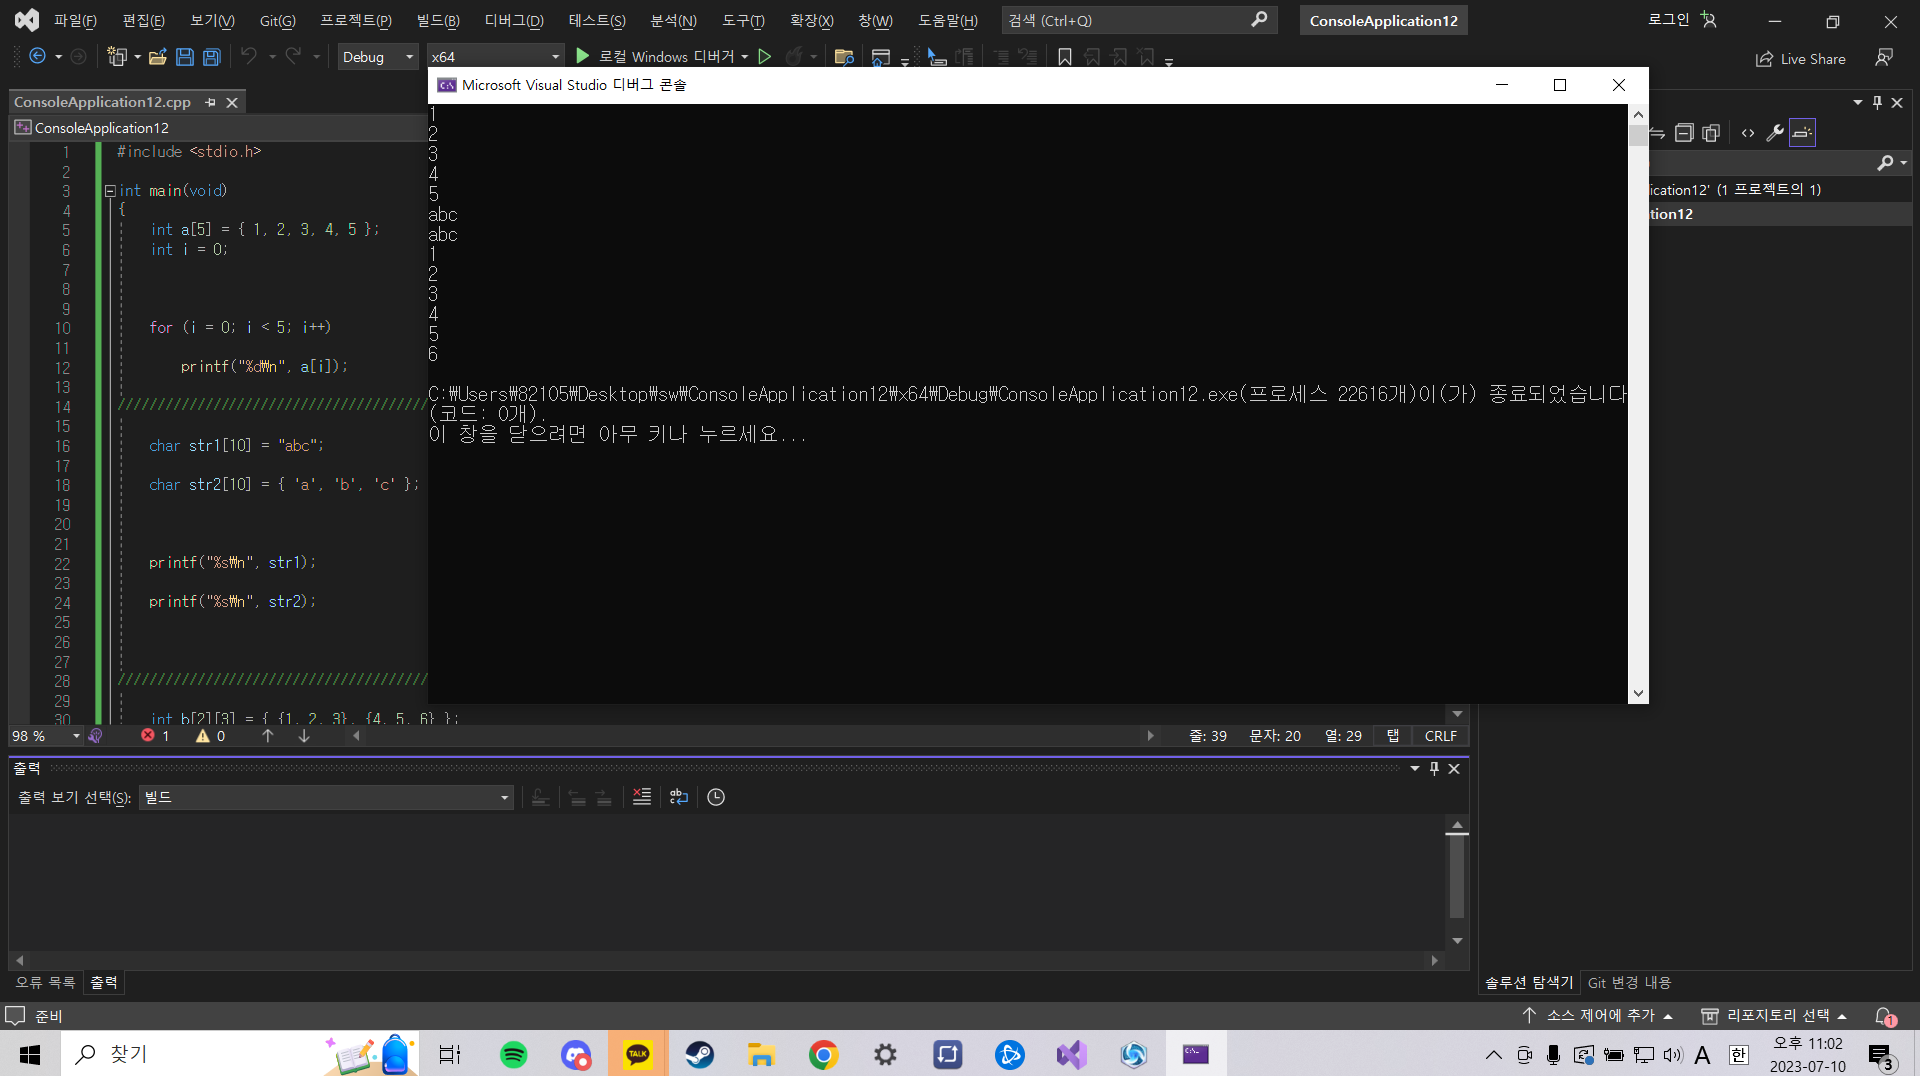 파일(F) 편집(E) 보기(V) Git(G) 프로젝트(P) 빌드(B) 디버그(D) 테스트(S) 분석(N) 도구(T) 확장(X) 창(W) 도움말(H) 검색 (Ctrl+Q) ConsoleApplication12 로그인
Debug x64 로컬 Windows 디버거 Live Share
ConsoleApplication12.cpp
ConsoleApplication12
1 #include <stdio.h>
2
3 int main(void)
4 {
5 int a[5] = { 1, 2, 3, 4, 5 };
6 int i = 0;
7
8
9
10 for (i = 0; i < 5; i++)
11
12 printf("%d₩n", a[i]);
13
14 ///////////////////////////////////////
15
16 char str1[10] = "abc";
17
18 char str2[10] = { 'a', 'b', 'c' };
19
20
21
22 printf("%s₩n", str1);
23
24 printf("%s₩n", str2);
25
26
27
28 ///////////////////////////////////////
29
30 int b[2][3] = { {1, 2, 3}, {4, 5, 6} };
Microsoft Visual Studio 디버그 콘솔
1
2
3
4
5
abc
abc
1
2
3
4
5
6
C:₩Users₩82105₩Desktop₩sw₩ConsoleApplication12₩x64₩Debug₩ConsoleApplication12.exe(프로세스 22616개)이(가) 종료되었습니다
(코드: 0개).
이 창을 닫으려면 아무 키나 누르세요...
ication12' (1 프로젝트의 1)
tion12
98 % 1 0 줄: 39 문자: 20 열: 29 탭 CRLF
출력
출력 보기 선택(S): 빌드
오류 목록 출력
솔루션 탐색기 Git 변경 내용
준비 소스 제어에 추가 리포지토리 선택 1
찾기 TALK A 한 오후 11:02
2023-07-10 3